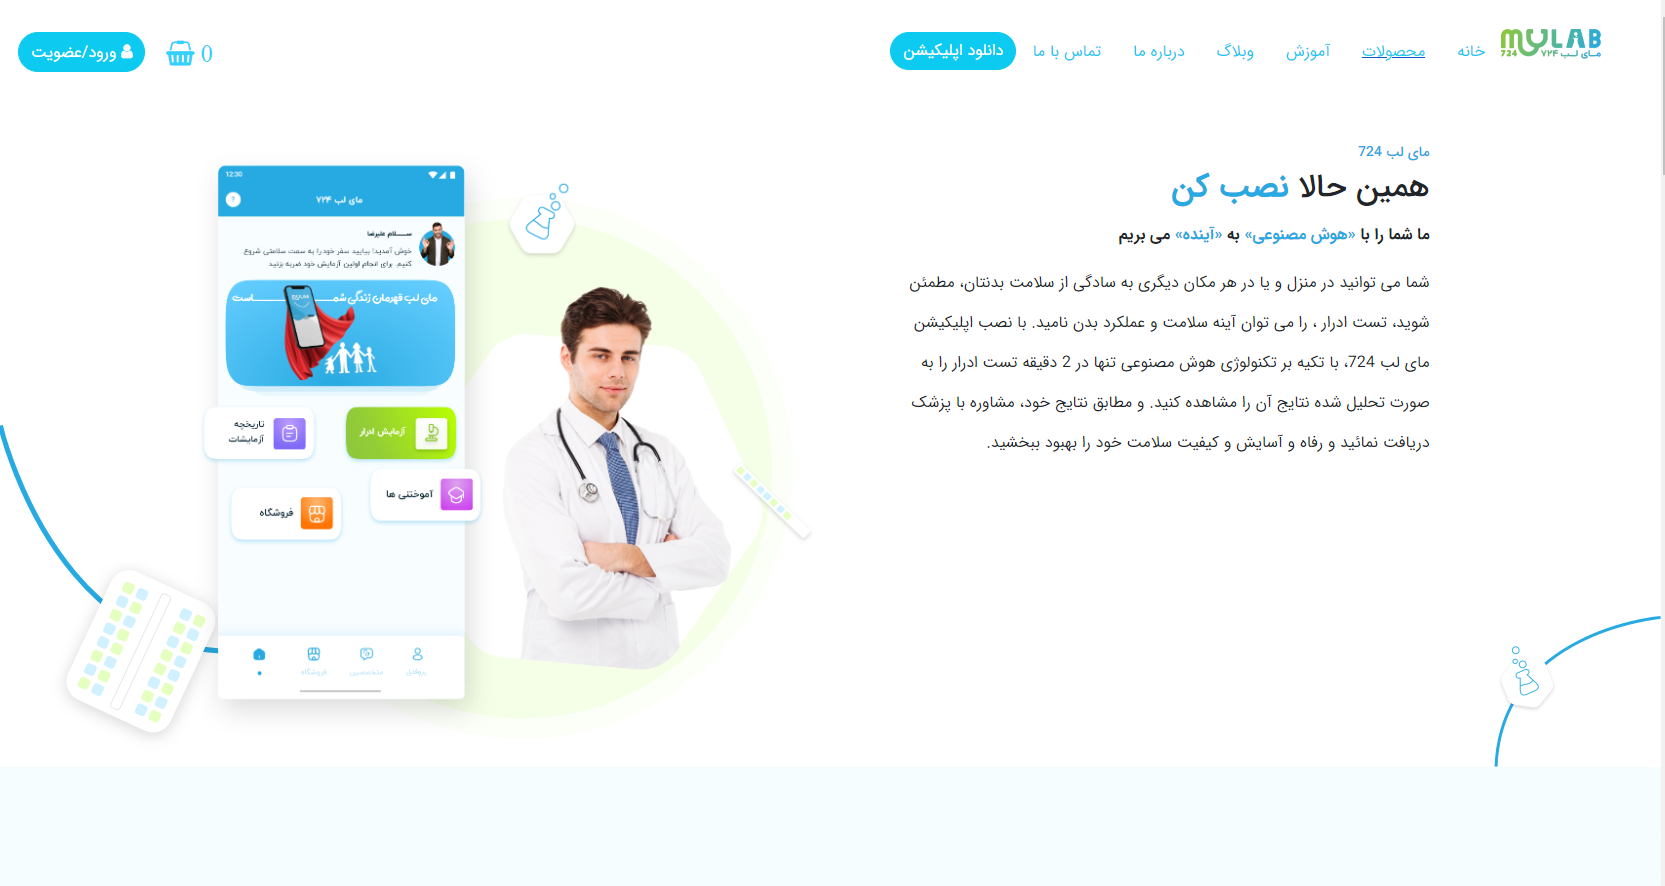 MYLAB
724 مـای لـب ۷۲۴
خانه
محصولات
آموزش
وبلاگ
درباره ما
تماس با ما
دانلود اپلیکیشن
0
ورود/عضویت
مای لب 724
همین حالا نصب کن
ما شما را با «هوش مصنوعی» به «آینده» می بریم
شما می توانید در منزل و یا در هر مکان دیگری به سادگی از سلامت بدنتان، مطمئن
شوید، تست ادرار ، را می توان آینه سلامت و عملکرد بدن نامید. با نصب اپلیکیشن
مای لب 724، با تکیه بر تکنولوژی هوش مصنوعی تنها در 2 دقیقه تست ادرار را به
صورت تحلیل شده نتایج آن را مشاهده کنید. و مطابق نتایج خود، مشاوره با پزشک
دریافت نمائید و رفاه و آسایش و کیفیت سلامت خود را بهبود ببخشید.
12:30
مای لب ۷۲۴
?
ســـلام علیرضا
خوش آمدید! بیایید سفر خود را به سمت سلامتی شروع
کنیم. برای انجام اولین آزمایش خود ضربه بزنید
مای لب قهرمان زندگی شمـــــــــــــا است
آزمایش ادرار
تاریخچه
آزمایشات
آموختنی ها
فروشگاه
پروفایل
متخصصین
فروشگاه